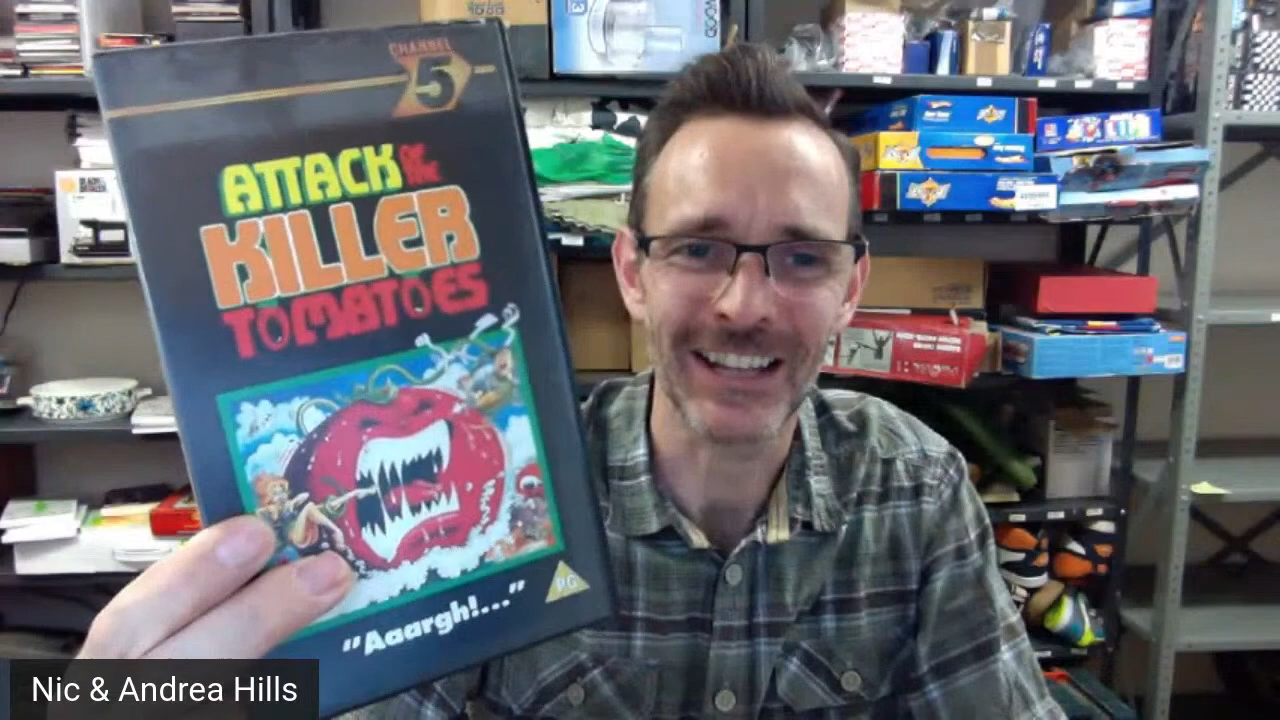 CHANNEL
5
ATTACK OF THE
KILLER
TOMATOES
PG
"Aaargh!..."
Nic & Andrea Hills